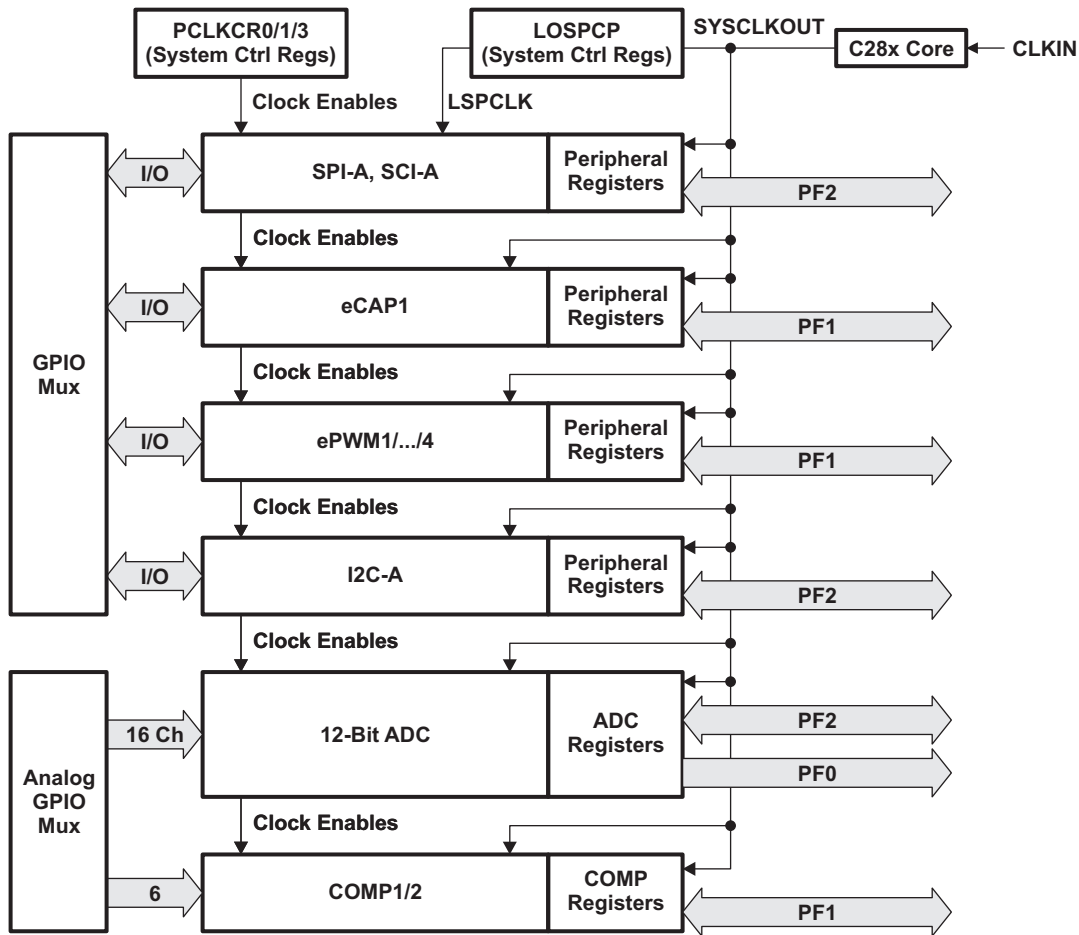 PCLKCR0/1/3
(System Ctrl Regs)
LOSPCP
(System Ctrl Regs)
SYSCLKOUT
C28x Core
CLKIN
Clock Enables
LSPCLK
I/O
SPI-A, SCI-A
Peripheral
Registers
PF2
Clock Enables
I/O
eCAP1
Peripheral
Registers
PF1
GPIO
Mux
Clock Enables
I/O
ePWM1/.../4
Peripheral
Registers
PF1
Clock Enables
I/O
I2C-A
Peripheral
Registers
PF2
Clock Enables
Analog
GPIO
Mux
16 Ch
12-Bit ADC
ADC
Registers
PF2
PF0
Clock Enables
6
COMP1/2
COMP
Registers
PF1